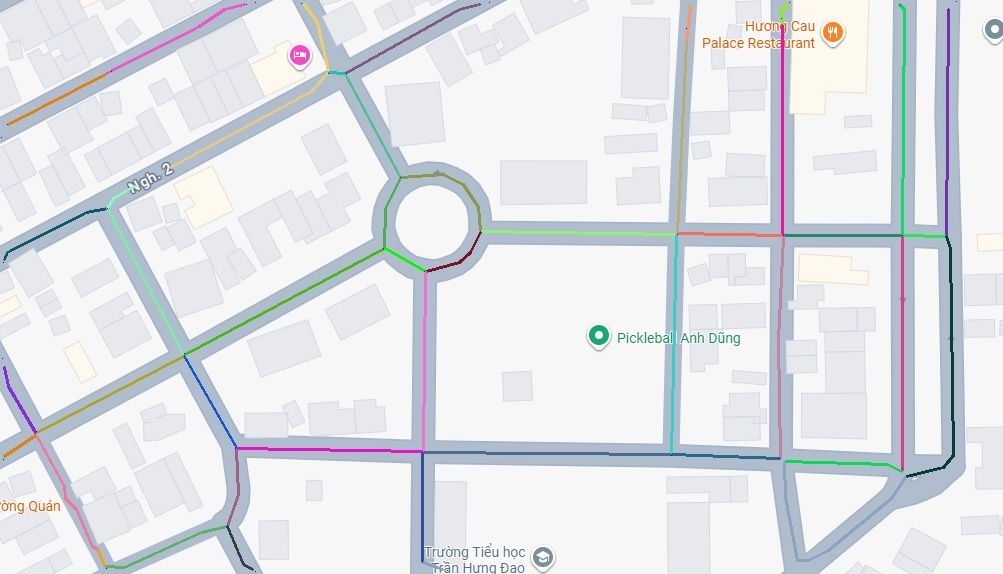 Hương Cau
Palace Restaurant
Ngh. 2
Pickleball Anh Dũng
ờng Quán
Trường Tiểu học
Trần Hưng Đạo